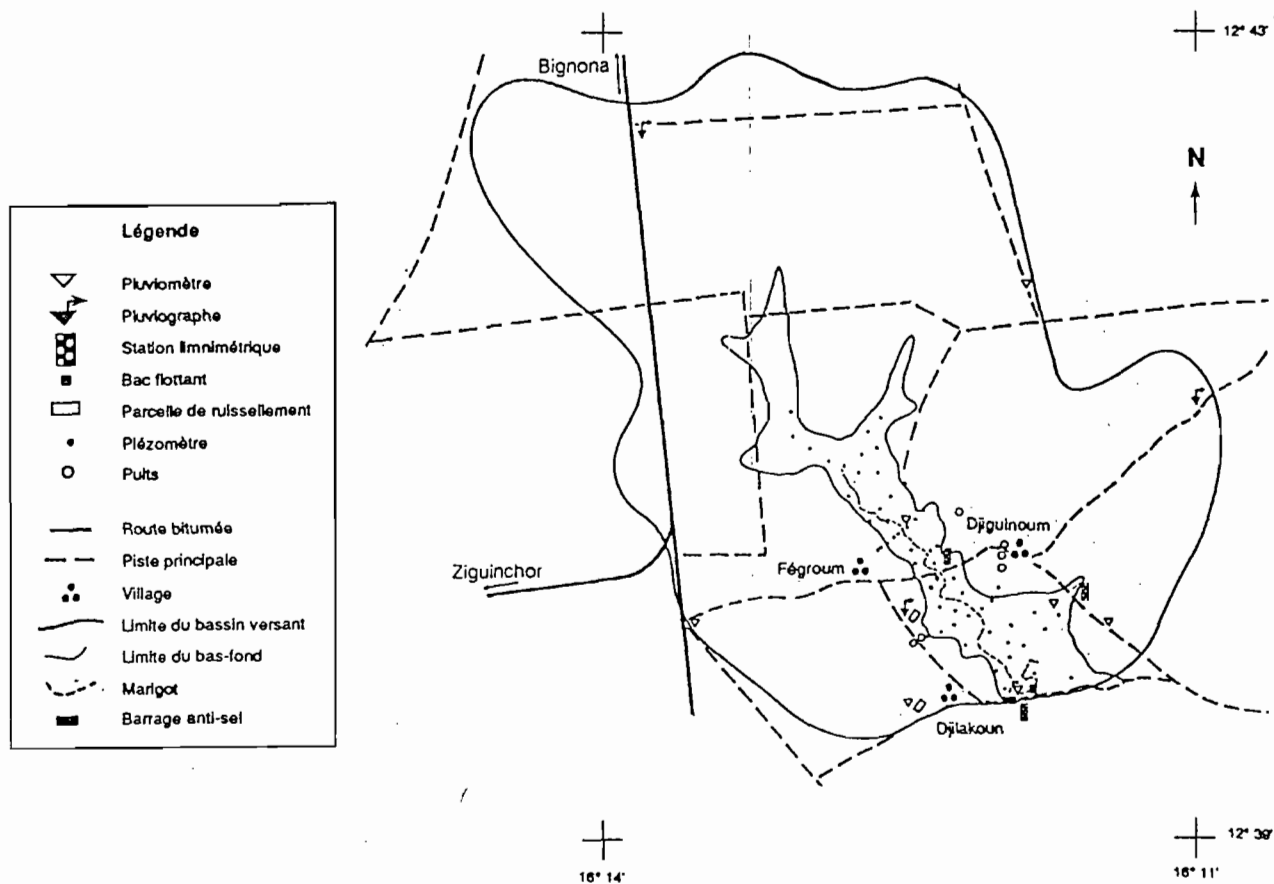 12° 43'
Bignona
N
Légende
Pluviomètre
Pluviographe
Station limnimétrique
Bac flottant
Parcelle de ruissellement
Piézomètre
Puits
Route bitumée
Piste principale
Village
Limite du bassin versant
Limite du bas-fond
Marigot
Barrage anti-sel
Djiguinoum
Fégroum
Ziguinchor
Djilakoun
12° 39'
16° 14'
16° 11'